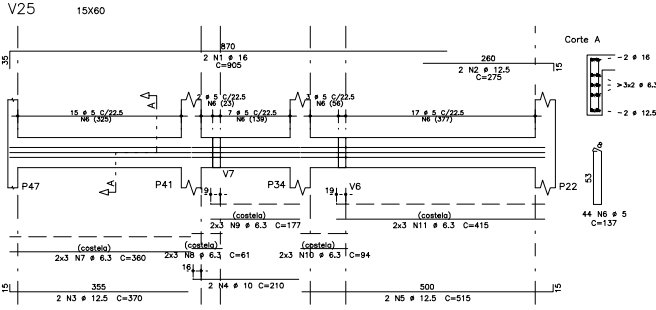 V25 15X60
Corte A
870
2 N1 ø 16
C=905
35
260
2 N2 ø 12.5
C=275
15
2 ø 16
3x2 ø 6.3
2 ø 12.5
A
15 ø 5 C/22.5
N6 (325)
2 ø 5 C/22.5
N6 (23)
7 ø 5 C/22.5
N6 (139)
3 ø 5 C/22.5
N6 (56)
17 ø 5 C/22.5
N6 (377)
V7
A
P47
P41
19
P34
19
V6
P22
53
8
44 N6 ø 5
C=137
(costela)
2x3 N9 ø 6.3 C=177
(costela)
2x3 N11 ø 6.3 C=415
(costela)
2x3 N7 ø 6.3 C=360
(costela)
2x3 N8 ø 6.3 C=61
(costela)
2x3 N10 ø 6.3 C=94
16
2 N4 ø 10 C=210
15
355
2 N3 ø 12.5 C=370
500
2 N5 ø 12.5 C=515
15